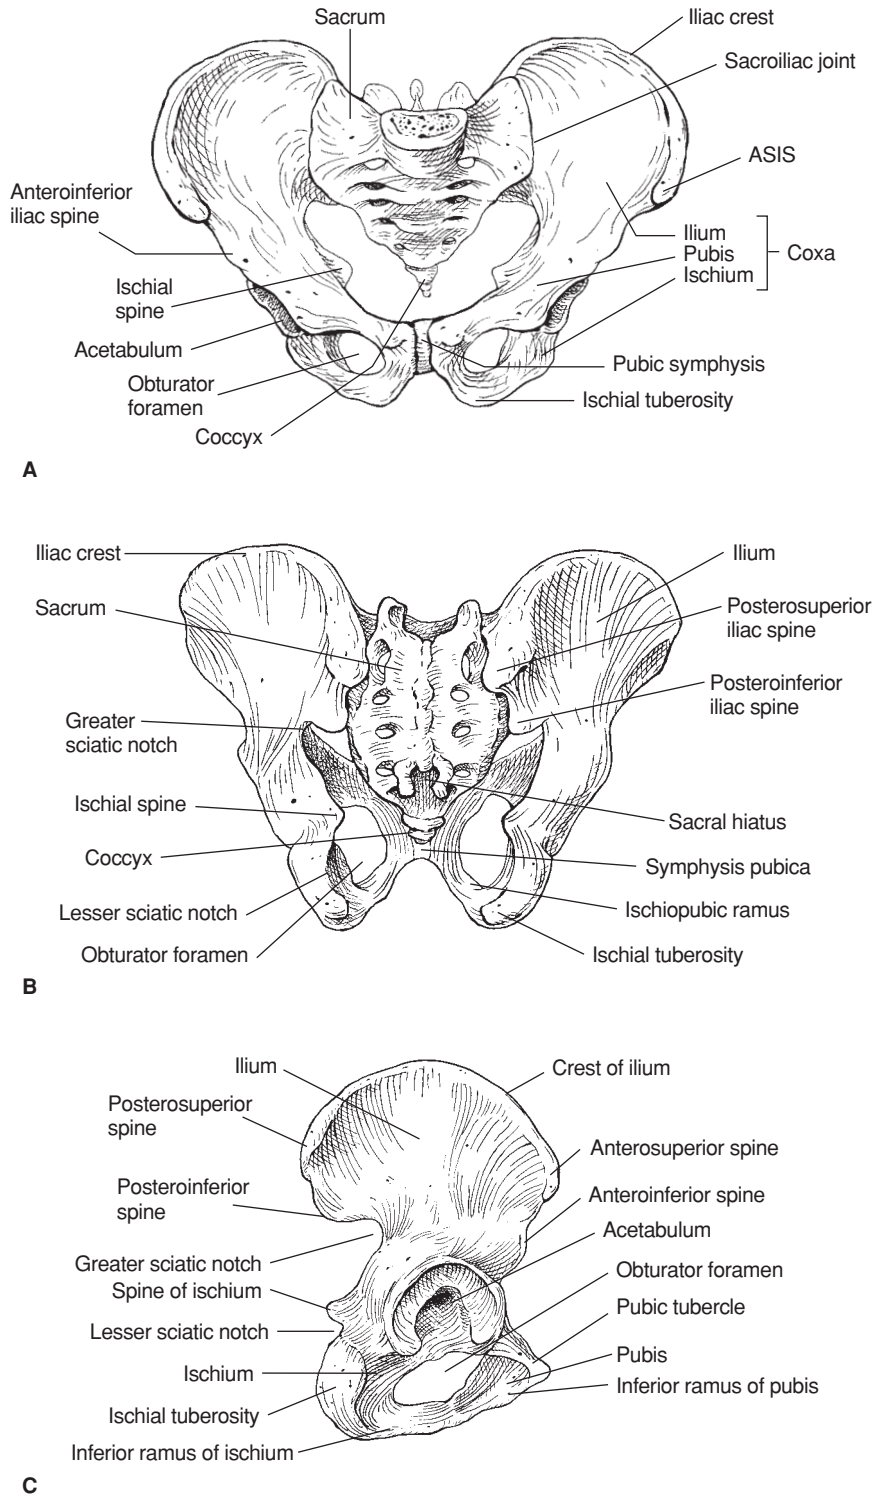 Sacrum
Iliac crest
Sacroiliac joint
ASIS
Anteroinferior
iliac spine
Ilium
Pubis
Ischium
Coxa
Ischial
spine
Acetabulum
Obturator
foramen
Coccyx
Pubic symphysis
Ischial tuberosity
A
Iliac crest
Sacrum
Greater
sciatic notch
Ischial spine
Coccyx
Lesser sciatic notch
Obturator foramen
Ilium
Posterosuperior
iliac spine
Posteroinferior
iliac spine
Sacral hiatus
Symphysis pubica
Ischiopubic ramus
Ischial tuberosity
B
Ilium
Posterosuperior
spine
Posteroinferior
spine
Greater sciatic notch
Spine of ischium
Lesser sciatic notch
Ischium
Ischial tuberosity
Inferior ramus of ischium
Crest of ilium
Anterosuperior spine
Anteroinferior spine
Acetabulum
Obturator foramen
Pubic tubercle
Pubis
Inferior ramus of pubis
C